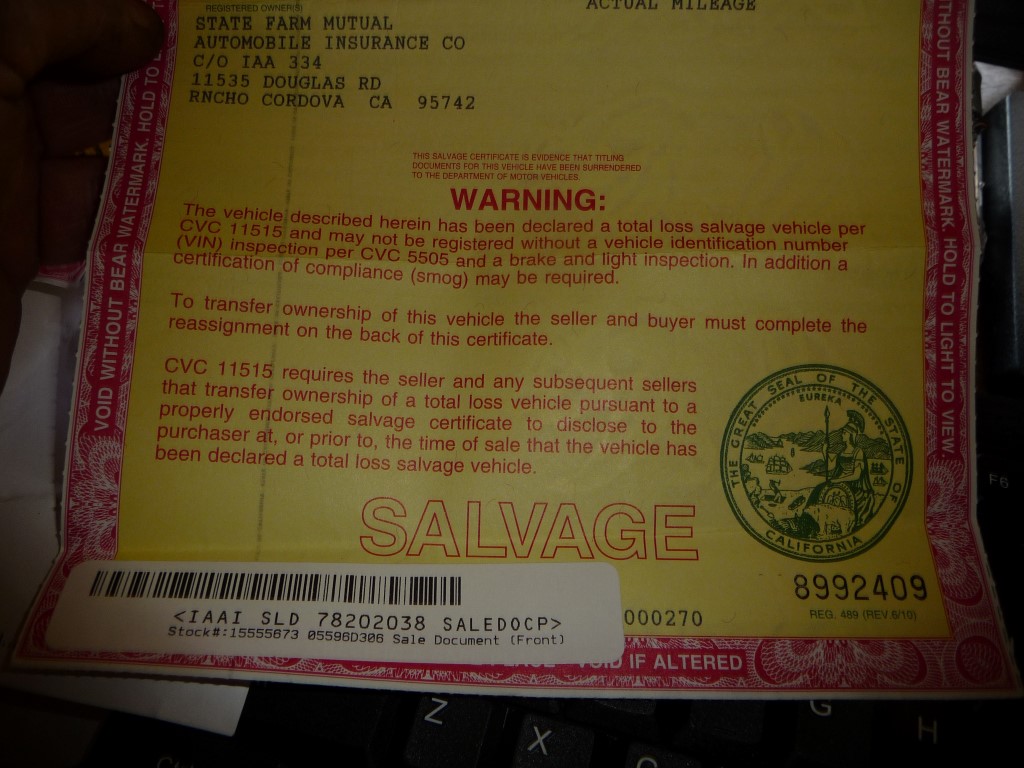 REGISTERED OWNER(S)
ACTUAL MILEAGE
STATE FARM MUTUAL
AUTOMOBILE INSURANCE CO
C/O IAA 334
11535 DOUGLAS RD
RNCHO CORDOVA CA 95742
THIS SALVAGE CERTIFICATE IS EVIDENCE THAT TITLING
DOCUMENTS FOR THIS VEHICLE HAVE BEEN SURRENDERED
TO THE DEPARTMENT OF MOTOR VEHICLES
WARNING:
The vehicle described herein has been declared a total loss salvage vehicle per
CVC 11515 and may not be registered without a vehicle identification number
(VIN) inspection per CVC 5505 and a brake and light inspection. In addition a
certification of compliance (smog) may be required.
To transfer ownership of this vehicle the seller and buyer must complete the
reassignment on the back of this certificate.
CVC 11515 requires the seller and any subsequent sellers
that transfer ownership of a total loss vehicle pursuant to a
properly endorsed salvage certificate to disclose to the
purchaser at, or prior to, the time of sale that the vehicle has
been declared a total loss salvage vehicle.
SALVAGE
THE GREAT SEAL OF THE STATE OF CALIFORNIA
EUREKA
8992409
REG. 489 (REV.6/10)
000270
<IAAI SLD 78202038 SALEDOCP>
Stock#:15555673 05596D306 Sale Document (Front)
VOID IF ALTERED
VOID WITHOUT BEAR WATERMARK. HOLD TO
THOUT BEAR WATERMARK. HOLD TO LIGHT TO VIEW.
F6
Z
X
G
H